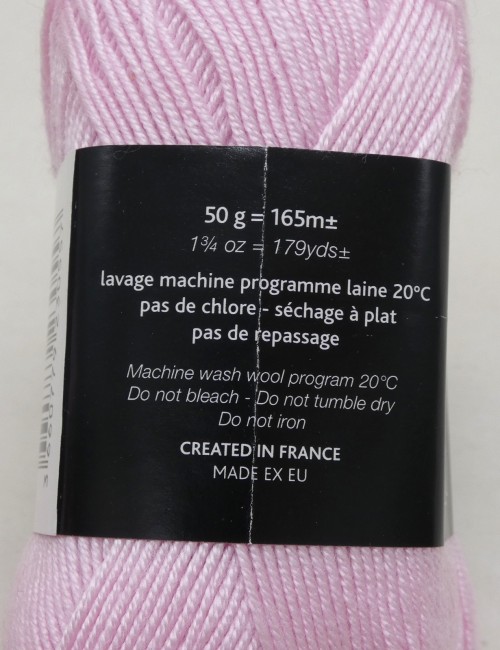 50 g = 165m±
1¾ oz = 179yds±
lavage machine programme laine 20°C
pas de chlore - séchage à plat
pas de repassage
Machine wash wool program 20°C
Do not bleach - Do not tumble dry
Do not iron
CREATED IN FRANCE
MADE EX EU